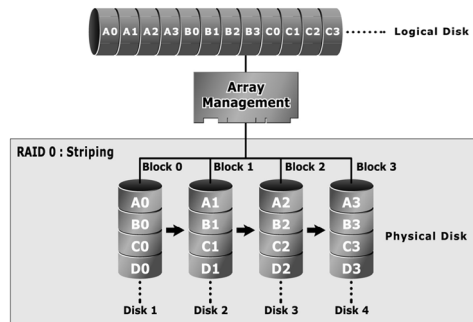 A0 A1 A2 A3 B0 B1 B2 B3 C0 C1 C2 C3 Logical Disk
Array
Management
RAID 0 : Striping
Block 0 Block 1 Block 2 Block 3
A0 A1 A2 A3
B0 B1 B2 B3
C0 C1 C2 C3
D0 D1 D2 D3
Physical Disk
Disk 1 Disk 2 Disk 3 Disk 4